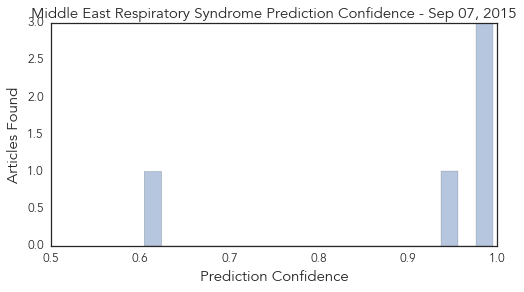 Middle East Respiratory Syndrome Prediction Confidence - Sep 07, 2015
3.0
2.5
2.0
1.5
1.0
0.5
0.0
Articles Found
0.5 0.6 0.7 0.8 0.9 1.0
Prediction Confidence